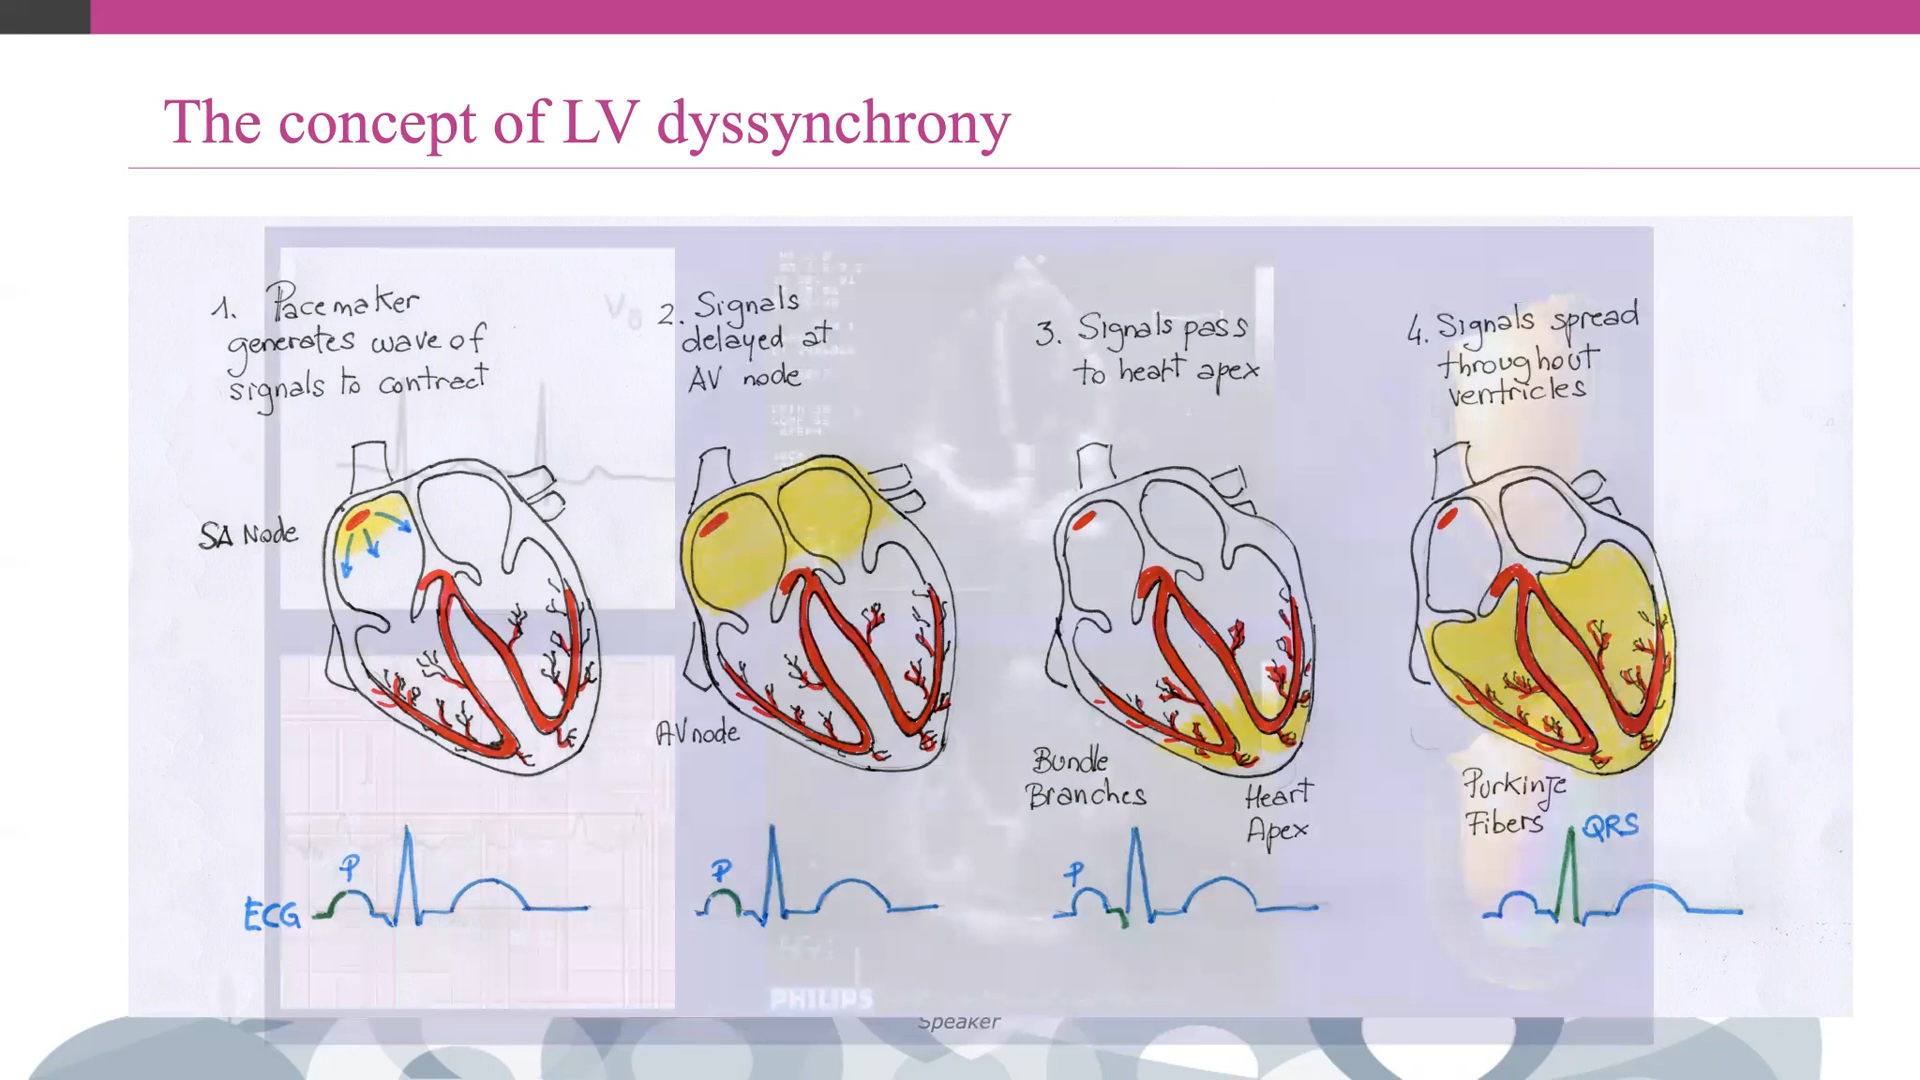 The concept of LV dyssynchrony
1. Pacemaker
generates wave of
signals to contract
2. Signals
delayed at
AV node
3. Signals pass
to heart apex
4. Signals spread
throughout
ventricles
V6
SA Node
AV node
Bundle
Branches
Heart
Apex
Purkinje
Fibers
QRS
P
P
P
ECG
PHILIPS
Speaker